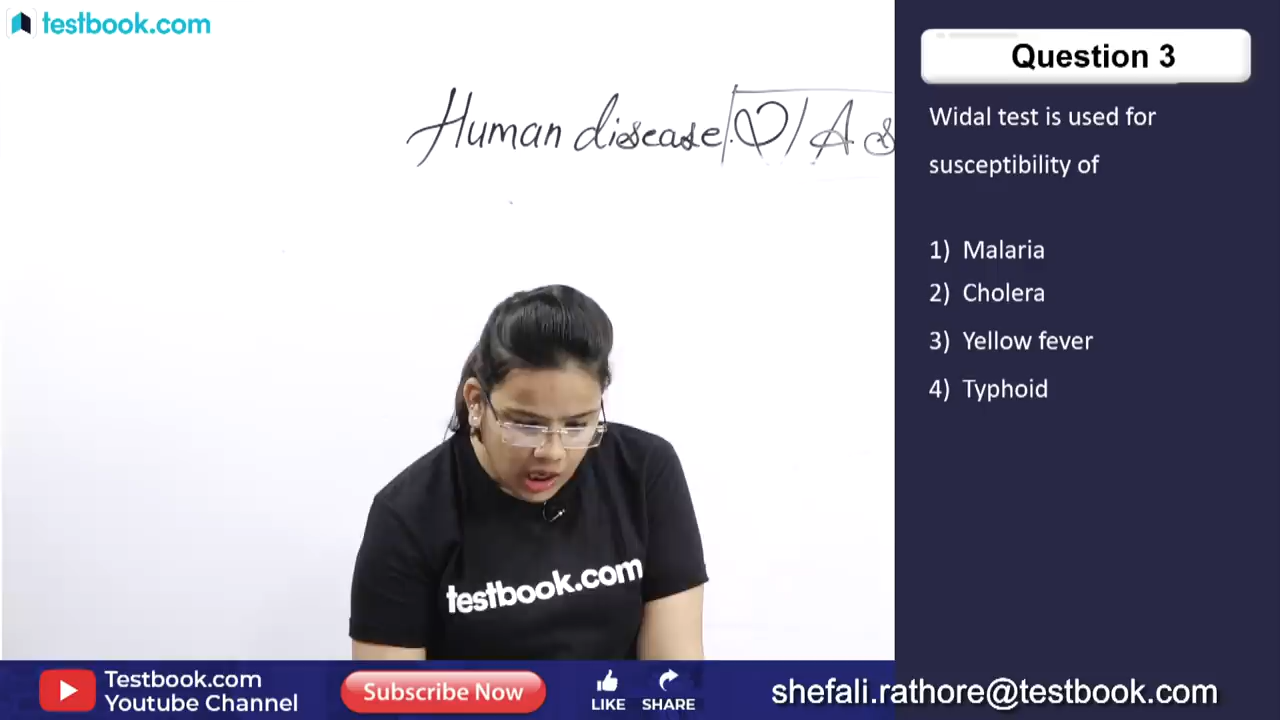 testbook.com
Question 3
Human disease
Widal test is used for
susceptibility of
1) Malaria
2) Cholera
3) Yellow fever
4) Typhoid
testbook.com
Testbook.com
Youtube Channel
Subscribe Now
LIKE
SHARE
shefali.rathore@testbook.com